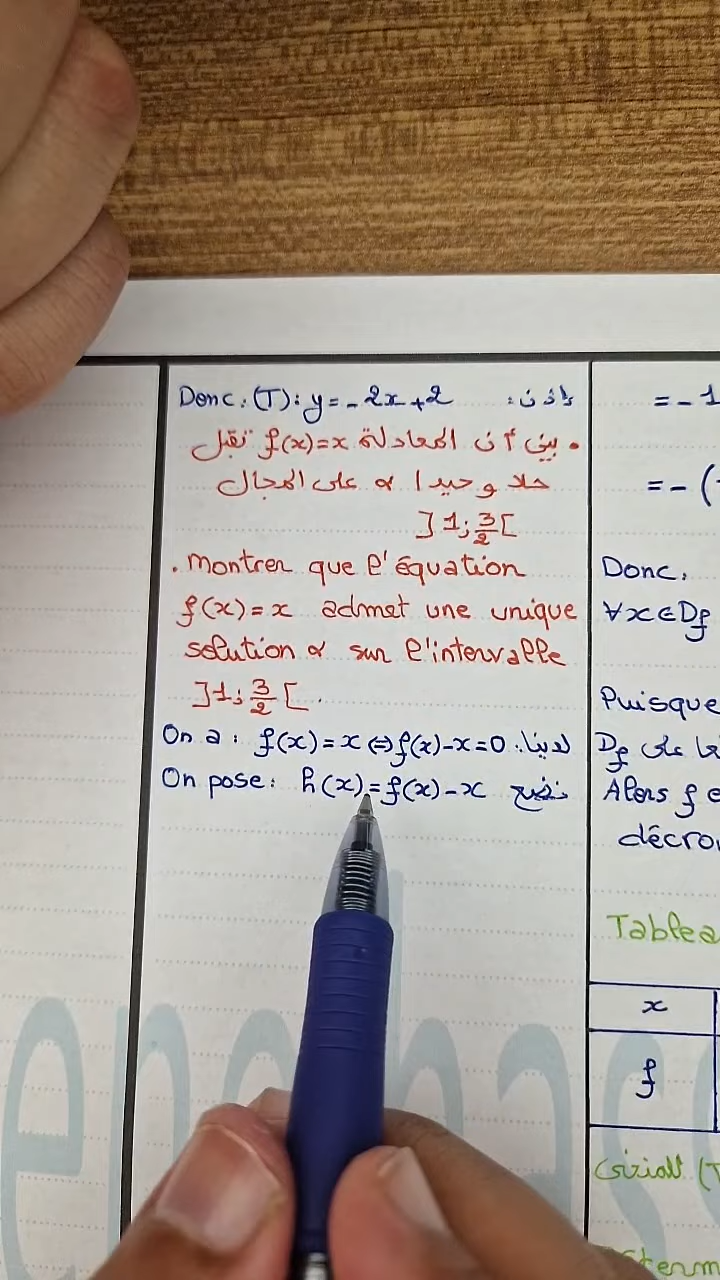 Donc: (T): y = -2x + 2 إذن:
• بين أن المعادلة f(x)=x تقبل
حلا وحيدا α على المجال
]1; 3/2[
. montrer que l'équation
f(x) = x admet une unique
solution α sur l'intervalle
]1; 3/2[.
On a: f(x) = x ⇔ f(x) - x = 0 لدينا:
On pose: h(x) = f(x) - x نضع
= -1
= -(
Donc,
∀x ∈ Df
Puisque
Df على
Alors f e
décro
Tablea
x
f
(T